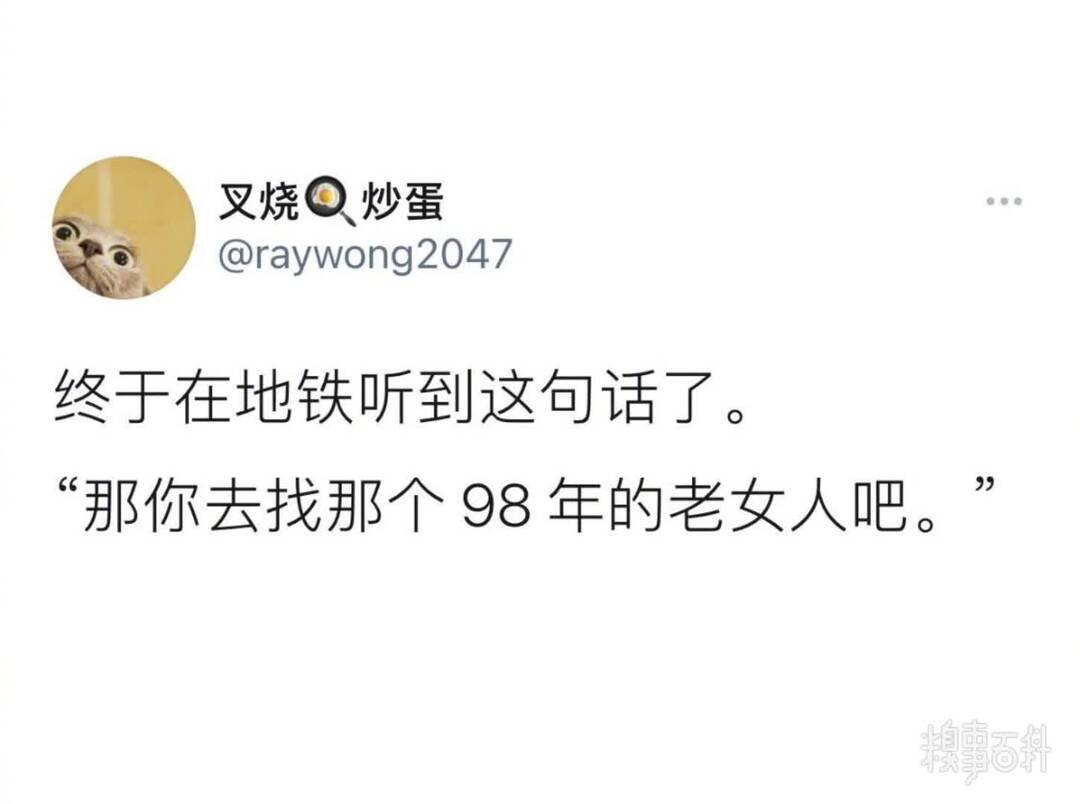 叉烧🍳炒蛋
@raywong2047
终于在地铁听到这句话了。
“那你去找那个 98 年的老女人吧。”
糗事百科